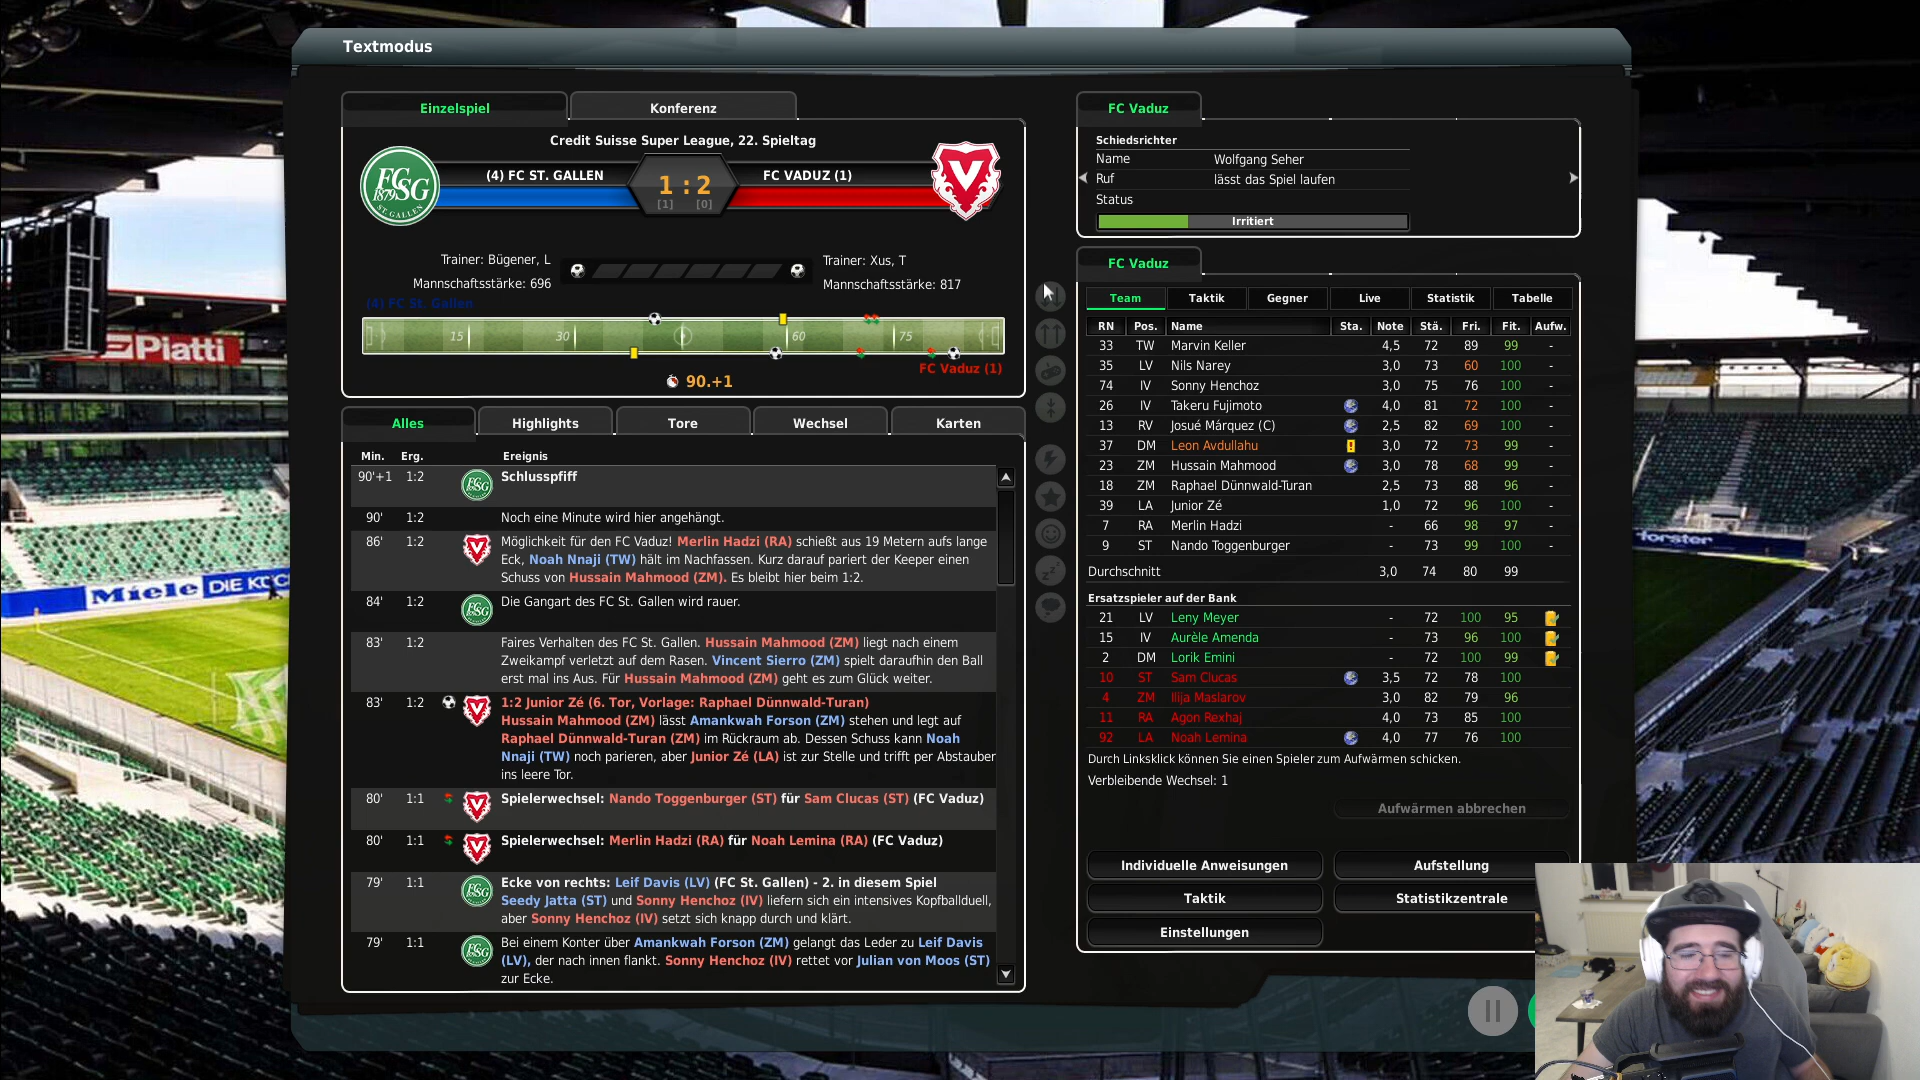 Textmodus
Einzelspiel
Konferenz
Credit Suisse Super League, 22. Spieltag
(4) FC ST. GALLEN
1 : 2
FC VADUZ (1)
[1] [0]
FC SG
1879
ST. GALLEN
Trainer: Bügener, L
Trainer: Xus, T
Mannschaftsstärke: 696
Mannschaftsstärke: 817
(4) FC St. Gallen
15 30 60 75
FC Vaduz (1)
90.+1
Alles Highlights Tore Wechsel Karten
Min. Erg. Ereignis
90'+1 1:2 Schlusspfiff
90' 1:2 Noch eine Minute wird hier angehängt.
86' 1:2 Möglichkeit für den FC Vaduz! Merlin Hadzi (RA) schießt aus 19 Metern aufs lange
Eck, Noah Nnaji (TW) hält im Nachfassen. Kurz darauf pariert der Keeper einen
Schuss von Hussain Mahmood (ZM). Es bleibt hier beim 1:2.
84' 1:2 Die Gangart des FC St. Gallen wird rauer.
83' 1:2 Faires Verhalten des FC St. Gallen. Hussain Mahmood (ZM) liegt nach einem
Zweikampf verletzt auf dem Rasen. Vincent Sierro (ZM) spielt daraufhin den Ball
erst mal ins Aus. Für Hussain Mahmood (ZM) geht es zum Glück weiter.
83' 1:2 1:2 Junior Zé (6. Tor, Vorlage: Raphael Dünnwald-Turan)
Hussain Mahmood (ZM) lässt Amankwah Forson (ZM) stehen und legt auf
Raphael Dünnwald-Turan (ZM) im Rückraum ab. Dessen Schuss kann Noah
Nnaji (TW) noch parieren, aber Junior Zé (LA) ist zur Stelle und trifft per Abstauber
ins leere Tor.
80' 1:1 Spielerwechsel: Nando Toggenburger (ST) für Sam Clucas (ST) (FC Vaduz)
80' 1:1 Spielerwechsel: Merlin Hadzi (RA) für Noah Lemina (RA) (FC Vaduz)
79' 1:1 Ecke von rechts: Leif Davis (LV) (FC St. Gallen) - 2. in diesem Spiel
Seedy Jatta (ST) und Sonny Henchoz (IV) liefern sich ein intensives Kopfballduell,
aber Sonny Henchoz (IV) setzt sich knapp durch und klärt.
79' 1:1 Bei einem Konter über Amankwah Forson (ZM) gelangt das Leder zu Leif Davis
(LV), der nach innen flankt. Sonny Henchoz (IV) rettet vor Julian von Moos (ST)
zur Ecke.
FC Vaduz
Schiedsrichter
Name Wolfgang Seher
Ruf lässt das Spiel laufen
Status
Irritiert
FC Vaduz
Team Taktik Gegner Live Statistik Tabelle
RN Pos. Name Sta. Note Stä. Fri. Fit. Aufw.
33 TW Marvin Keller 4,5 72 89 99 -
35 LV Nils Narey 3,0 73 60 100 -
74 IV Sonny Henchoz 3,0 75 76 100 -
26 IV Takeru Fujimoto 4,0 81 72 100 -
13 RV Josué Márquez (C) 2,5 82 69 100 -
37 DM Leon Avdullahu 3,0 72 73 99 -
23 ZM Hussain Mahmood 3,0 78 68 99 -
18 ZM Raphael Dünnwald-Turan 2,5 73 88 96 -
39 LA Junior Zé 1,0 72 96 100 -
7 RA Merlin Hadzi - 66 98 97 -
9 ST Nando Toggenburger - 73 99 100 -
Durchschnitt 3,0 74 80 99
Ersatzspieler auf der Bank
21 LV Leny Meyer - 72 100 95
15 IV Aurèle Amenda - 73 96 100
2 DM Lorik Emini - 72 100 99
10 ST Sam Clucas 3,5 72 78 100
4 ZM Ilija Maslarov 3,0 82 79 96
11 RA Agon Rexhaj 4,0 73 85 100
92 LA Noah Lemina 4,0 77 76 100
Durch Linksklick können Sie einen Spieler zum Aufwärmen schicken.
Verbleibende Wechsel: 1
Aufwärmen abbrechen
Individuelle Anweisungen
Aufstellung
Taktik
Statistikzentrale
Einstellungen
Piatti
Miele
DIE KÜC
forster